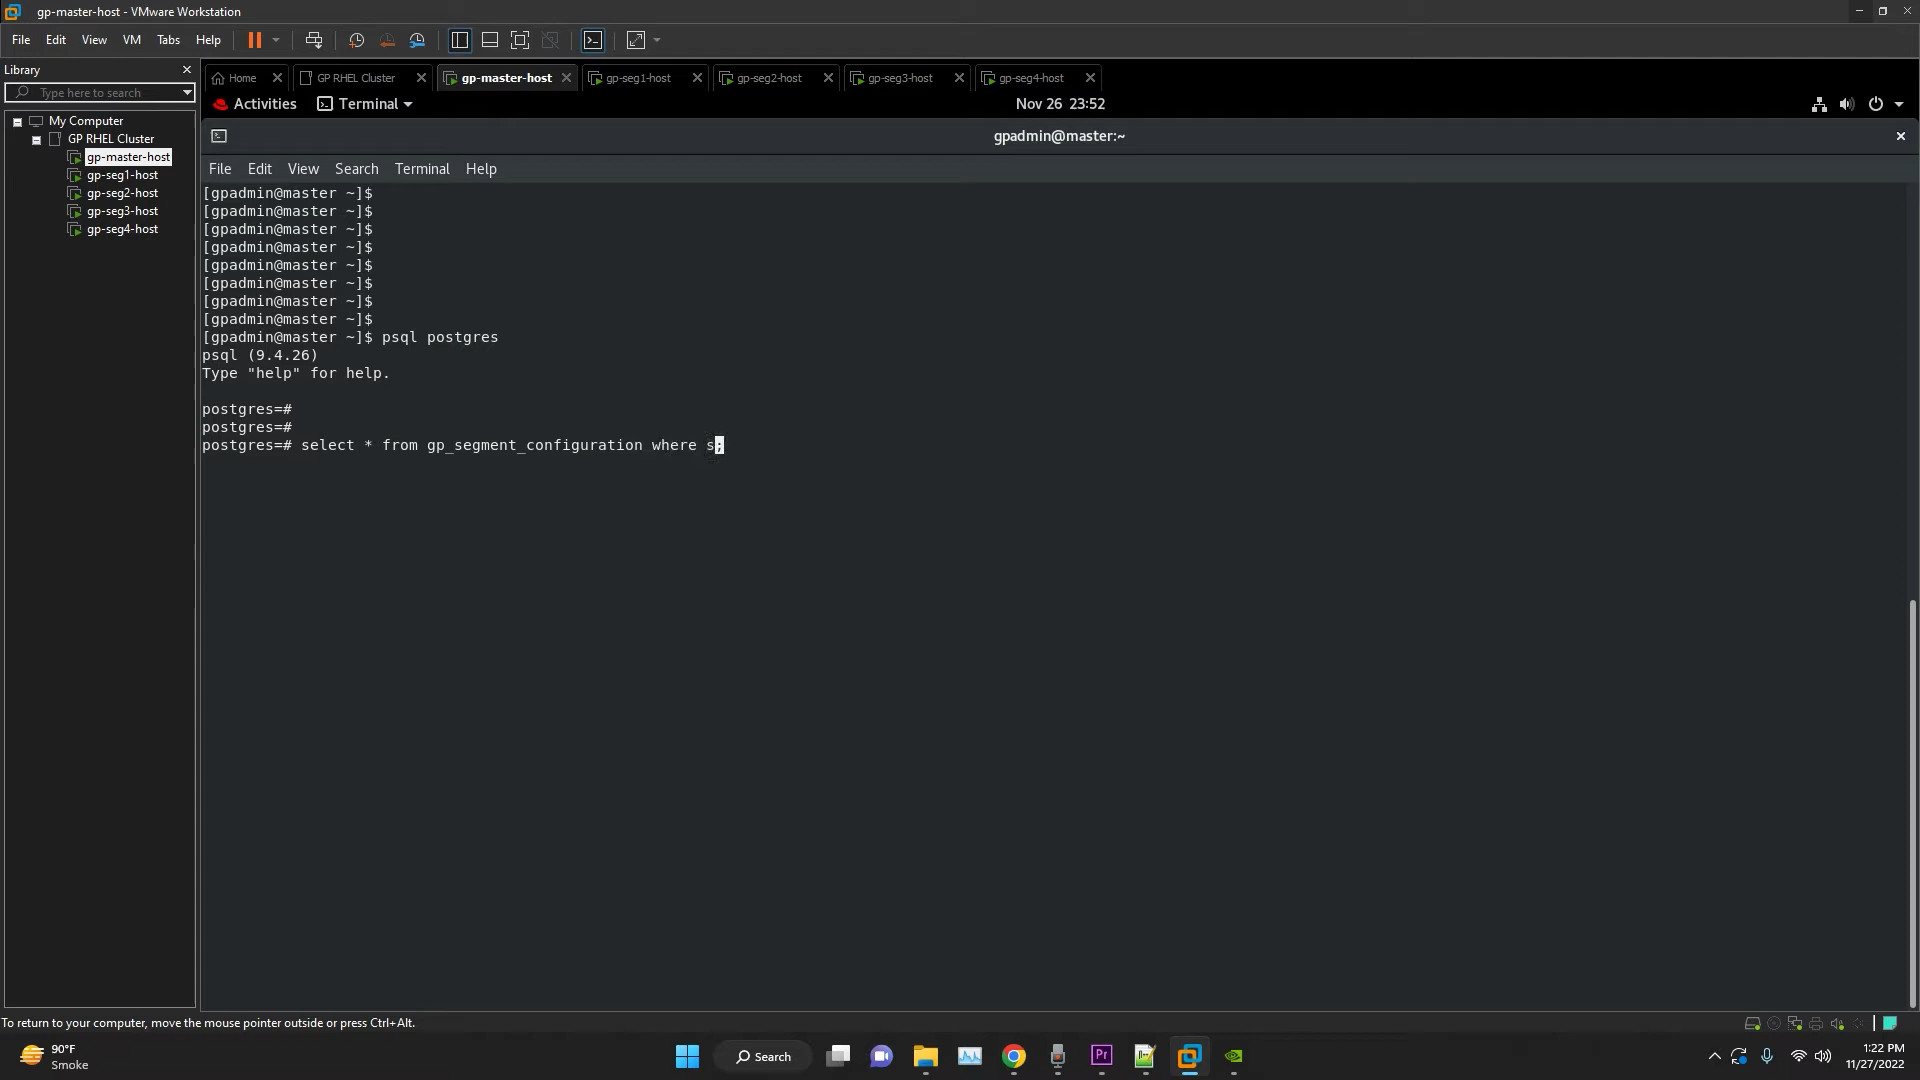 gp-master-host - VMware Workstation
File Edit View VM Tabs Help
Library
Type here to search
My Computer
GP RHEL Cluster
gp-master-host
gp-seg1-host
gp-seg2-host
gp-seg3-host
gp-seg4-host
Home GP RHEL Cluster gp-master-host gp-seg1-host gp-seg2-host gp-seg3-host gp-seg4-host
Activities Terminal Nov 26 23:52
gpadmin@master:~
File Edit View Search Terminal Help
[gpadmin@master ~]$
[gpadmin@master ~]$
[gpadmin@master ~]$
[gpadmin@master ~]$
[gpadmin@master ~]$
[gpadmin@master ~]$
[gpadmin@master ~]$
[gpadmin@master ~]$
[gpadmin@master ~]$ psql postgres
psql (9.4.26)
Type "help" for help.
postgres=#
postgres=#
postgres=# select * from gp_segment_configuration where s;
To return to your computer, move the mouse pointer outside or press Ctrl+Alt.
90°F
Smoke
Search
Pr
1:22 PM
11/27/2022